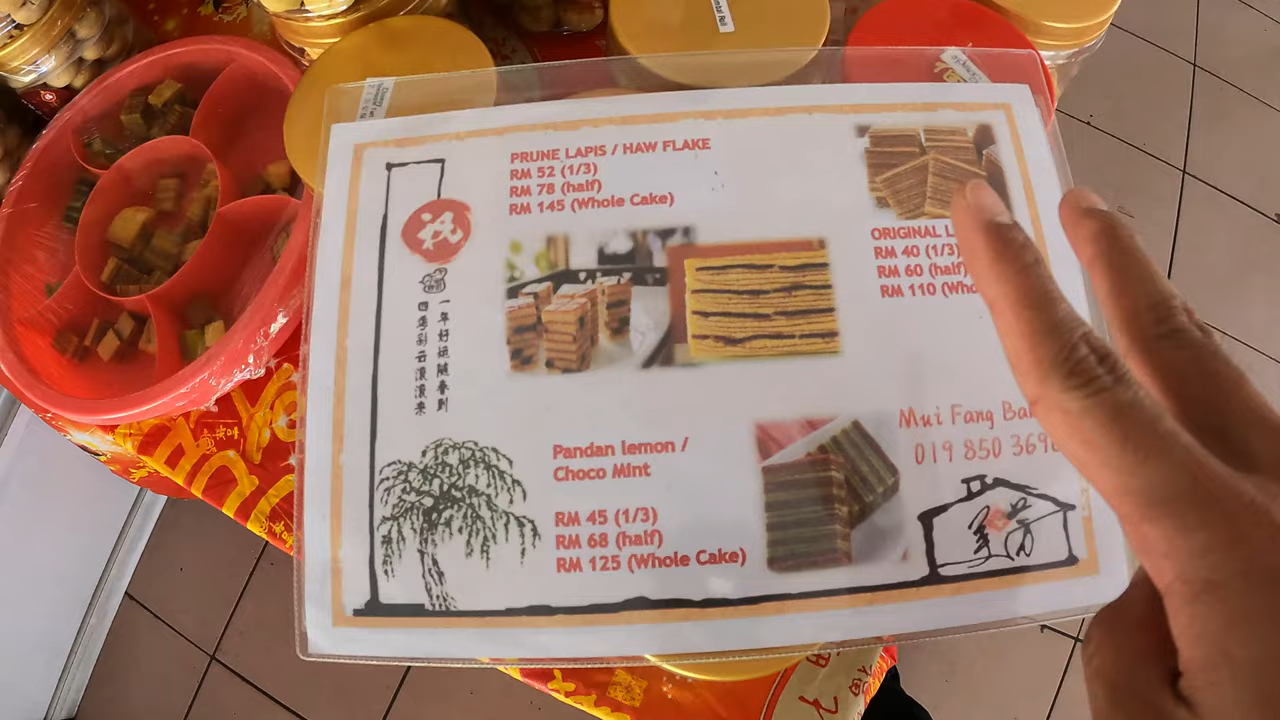 PRUNE LAPIS / HAW FLAKE
RM 52 (1/3)
RM 78 (half)
RM 145 (Whole Cake)
ORIGINAL
RM 40 (1/3)
RM 60 (half)
RM 110
祝
一年好运随春到
四季彩云滚滚来
Pandan lemon /
Choco Mint
RM 45 (1/3)
RM 68 (half)
RM 125 (Whole Cake)
Mui Fang
019 850
美芳